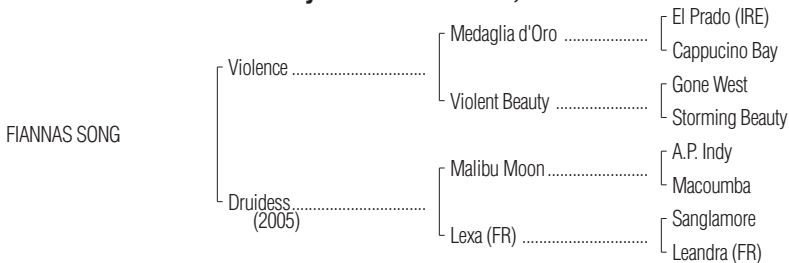 El Prado (IRE)
Medaglia d'Oro ....................
Cappucino Bay
Violence ................................
Gone West
Violent Beauty ......................
Storming Beauty
FIANNAS SONG
A.P. Indy
Malibu Moon ........................
Macoumba
Druidess ................................
(2005)
Sanglamore
Lexa (FR) ..............................
Leandra (FR)